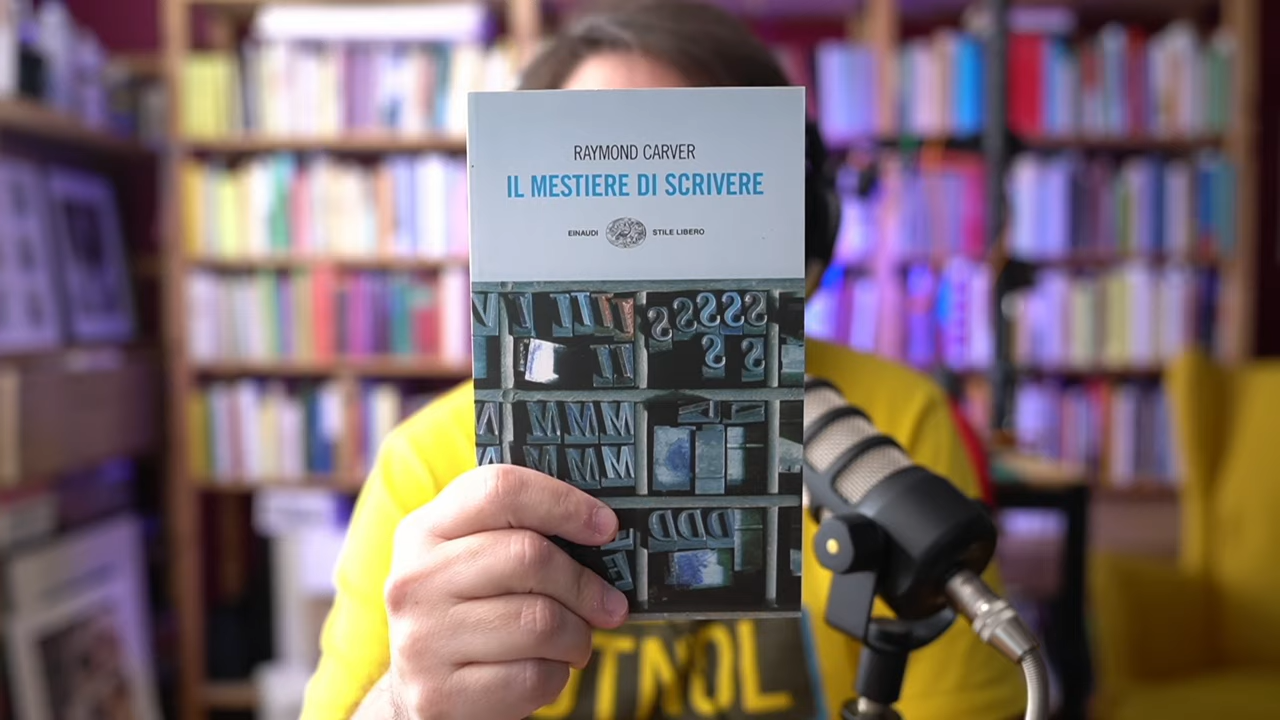 RAYMOND CARVER
IL MESTIERE DI SCRIVERE
EINAUDI STILE LIBERO